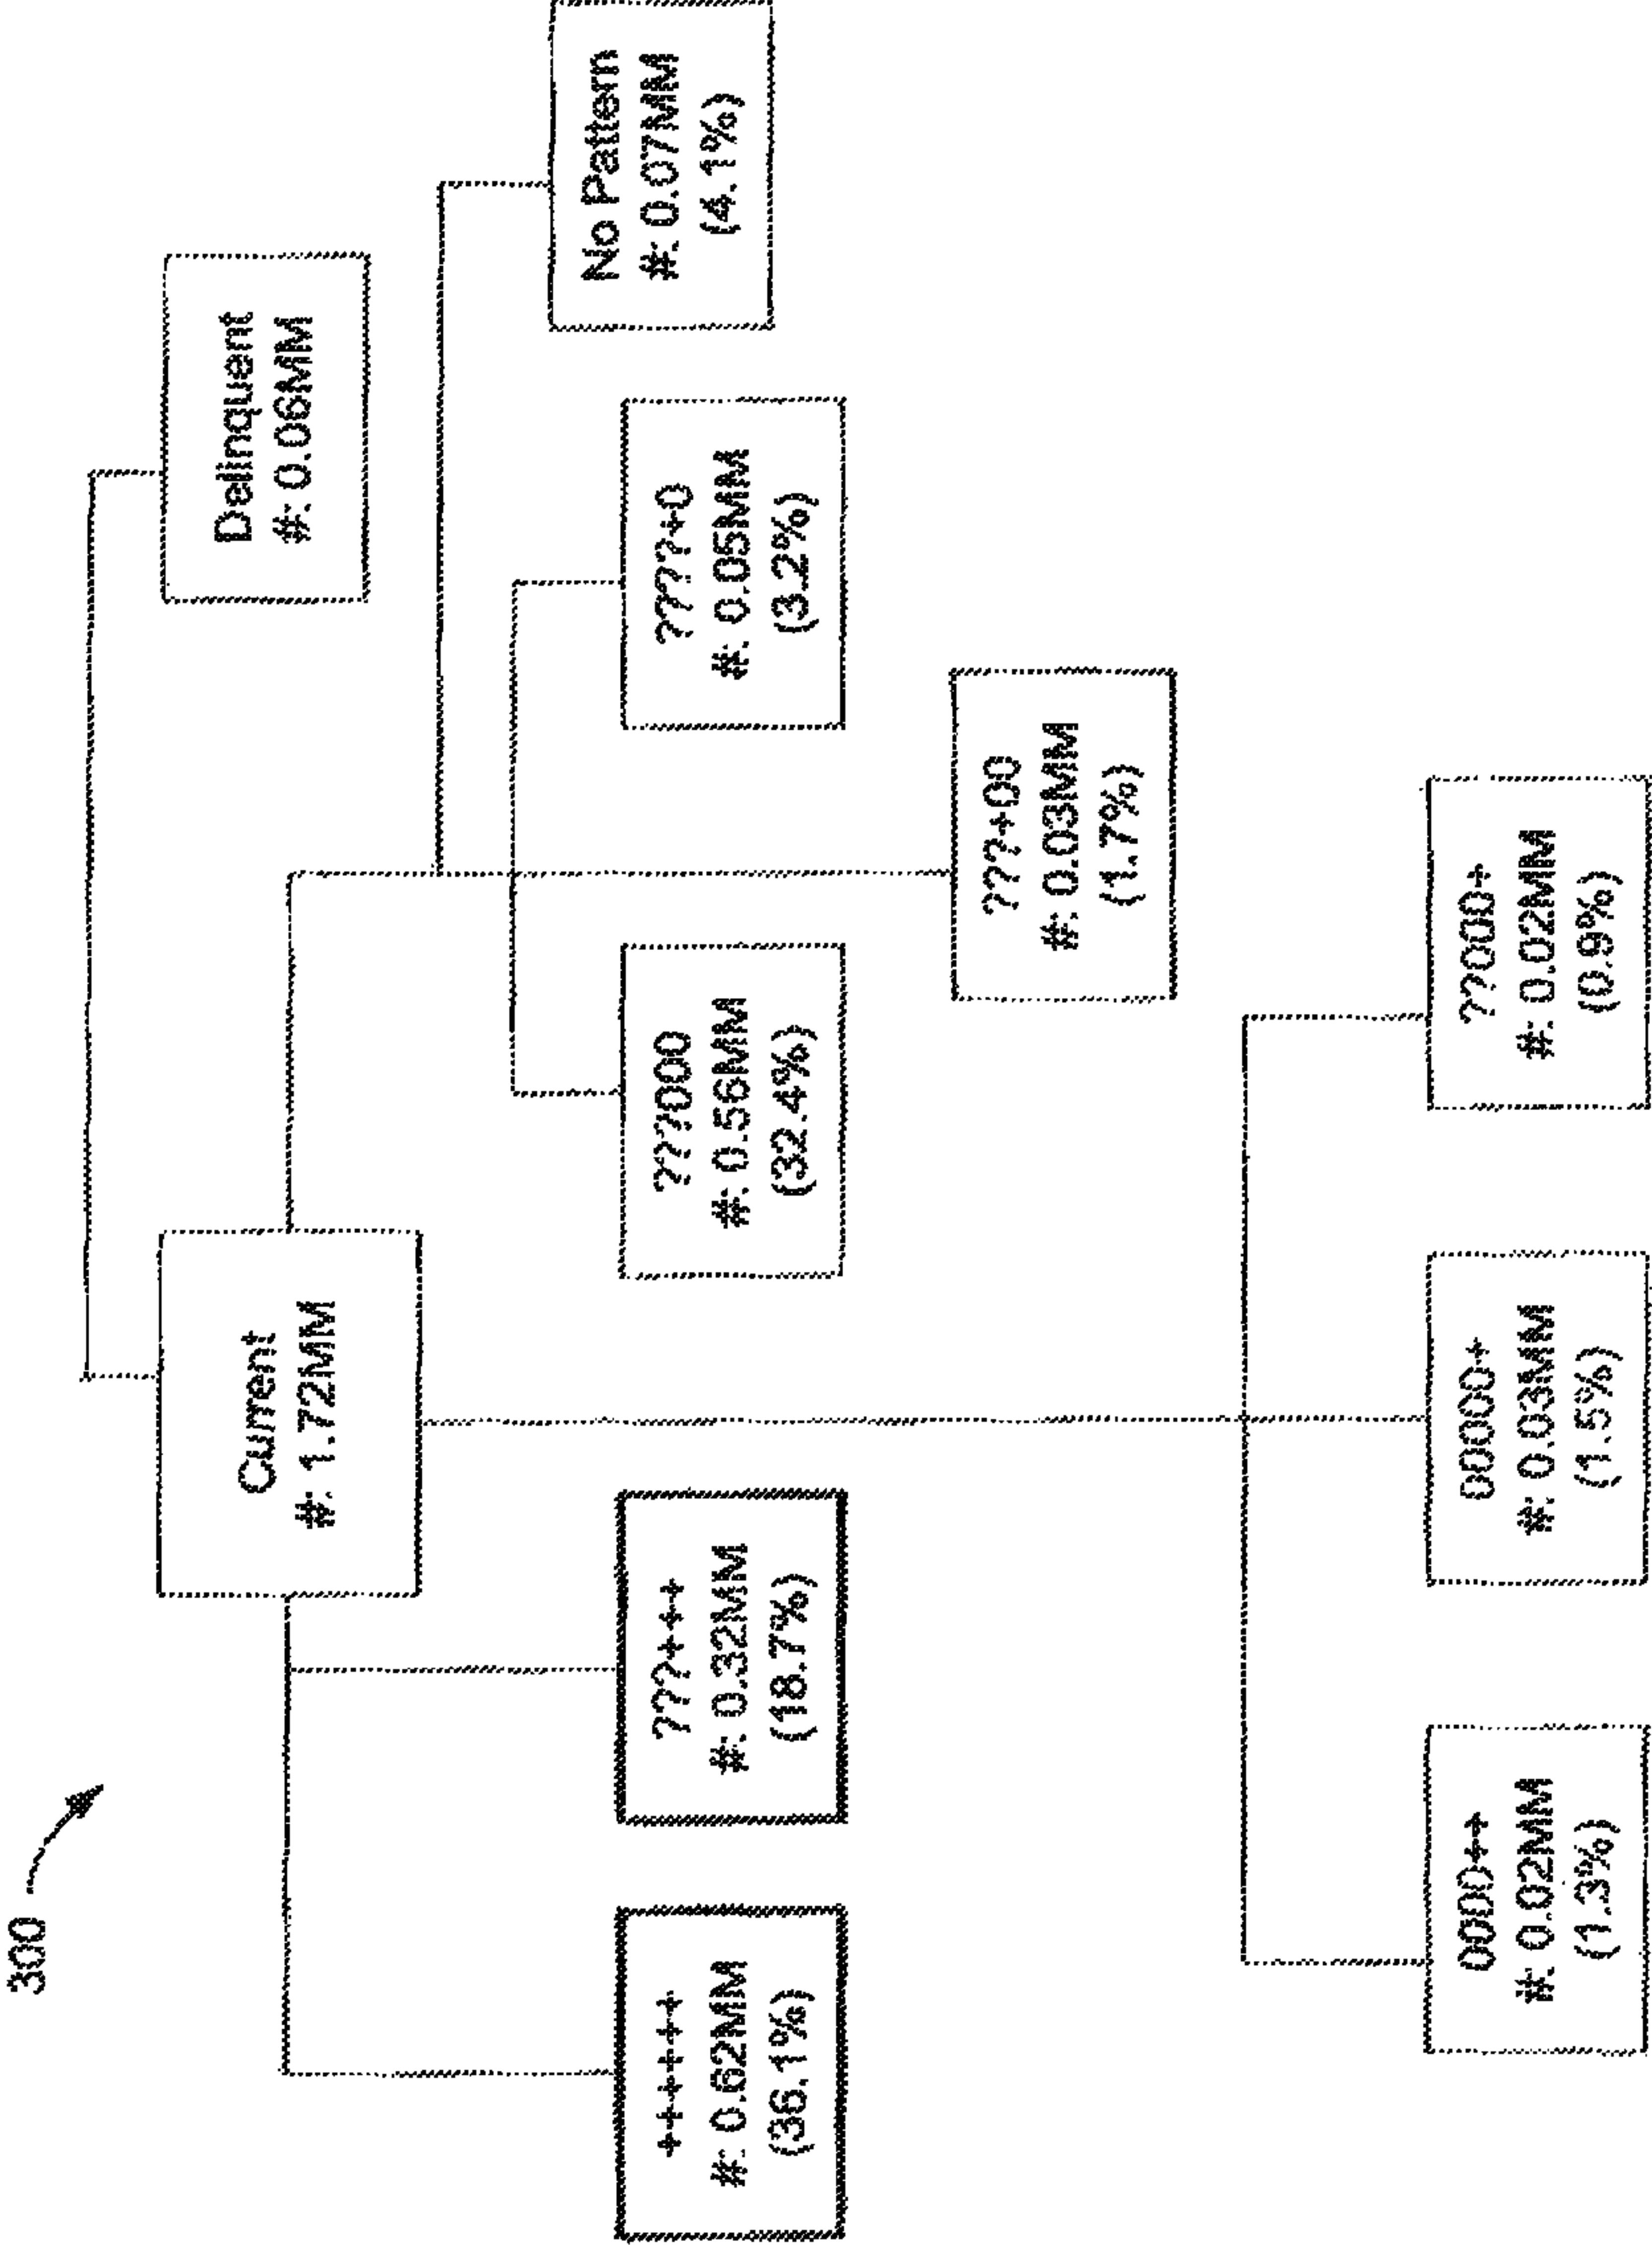 300
Current
#: 1.72MM
Delinquent
#: 0.06MM
++++++
#: 0.62MM
(36.1%)
???+++
#: 0.32MM
(18.7%)
???000
#: 0.56MM
(32.4%)
????+0
#: 0.05MM
(3.2%)
No Pattern
#: 0.07MM
(4.1%)
???+00
#: 0.03MM
(1.7%)
0000++
#: 0.02MM
(1.3%)
00000+
#: 0.03MM
(1.5%)
??000+
#: 0.02MM
(0.9%)